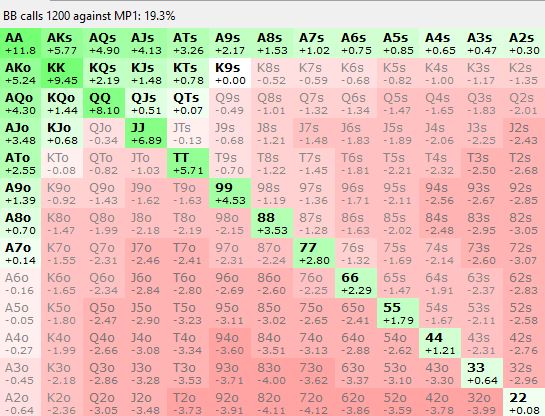 BB calls 1200 against MP1: 19.3%
AA AKs AQs AJs ATs A9s A8s A7s A6s A5s A4s A3s A2s
+11.8 +5.77 +4.90 +4.13 +3.26 +2.17 +1.53 +1.02 +0.75 +0.85 +0.65 +0.47 +0.30
AKo KK KQs KJs KTs K9s K8s K7s K6s K5s K4s K3s K2s
+5.24 +9.45 +2.19 +1.48 +0.78 +0.00 -0.52 -0.59 -0.68 -0.82 -1.00 -1.17 -1.35
AQo KQo QQ QJs QTs Q9s Q8s Q7s Q6s Q5s Q4s Q3s Q2s
+4.30 +1.44 +8.10 +0.51 +0.07 -0.49 -1.01 -1.32 -1.34 -1.47 -1.65 -1.83 -2.01
AJo KJo QJo JJ JTs J9s J8s J7s J6s J5s J4s J3s J2s
+3.48 +0.68 -0.34 +6.89 -0.13 -0.68 -1.21 -1.48 -1.83 -1.89 -2.06 -2.25 -2.43
ATo KTo QTo JTo TT T9s T8s T7s T6s T5s T4s T3s T2s
+2.55 -0.08 -0.82 -1.03 +5.71 -0.70 -1.22 -1.45 -1.81 -2.21 -2.32 -2.50 -2.68
A9o K9o Q9o J9o T9o 99 98s 97s 96s 95s 94s 93s 92s
+1.39 -0.92 -1.43 -1.62 -1.63 +4.53 -1.19 -1.36 -1.71 -2.11 -2.56 -2.67 -2.85
A8o K8o Q8o J8o T8o 98o 88 87s 86s 85s 84s 83s 82s
+0.70 -1.47 -1.99 -2.18 -2.19 -2.15 +3.53 -1.28 -1.63 -2.02 -2.48 -2.95 -3.05
A7o K7o Q7o J7o T7o 97o 87o 77 76s 75s 74s 73s 72s
+0.14 -1.55 -2.31 -2.46 -2.41 -2.31 -2.24 +2.80 -1.32 -1.69 -2.14 -2.60 -3.07
A6o K6o Q6o J6o T6o 96o 86o 76o 66 65s 64s 63s 62s
-0.16 -1.65 -2.34 -2.84 -2.80 -2.69 -2.60 -2.25 +2.29 -1.47 -1.91 -2.37 -2.83
A5o K5o Q5o J5o T5o 95o 85o 75o 65o 55 54s 53s 52s
-0.05 -1.80 -2.47 -2.90 -3.23 -3.11 -3.02 -2.65 -2.41 +1.79 -1.67 -2.11 -2.58
A4o K4o Q4o J4o T4o 94o 84o 74o 64o 54o 44 43s 42s
-0.27 -1.99 -2.66 -3.08 -3.34 -3.60 -3.51 -3.13 -2.88 -2.62 +1.21 -2.31 -2.76
A3o K3o Q3o J3o T3o 93o 83o 73o 63o 53o 43o 33 32s
-0.45 -2.18 -2.86 -3.28 -3.53 -3.71 -4.00 -3.62 -3.37 -3.10 -3.30 +0.64 -2.96
A2o K2o Q2o J2o T2o 92o 82o 72o 62o 52o 42o 32o 22
-0.64 -2.36 -3.05 -3.48 -3.73 -3.91 -4.11 -4.12 -3.86 -3.59 -3.78 -3.99 +0.08